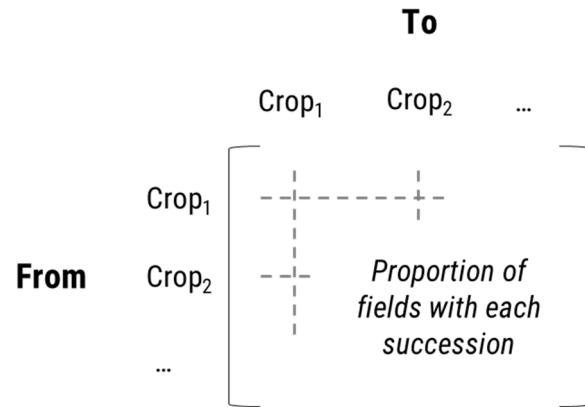 To
Crop₁ Crop₂ ...
Crop₁
From Crop₂
...
Proportion of
fields with each
succession